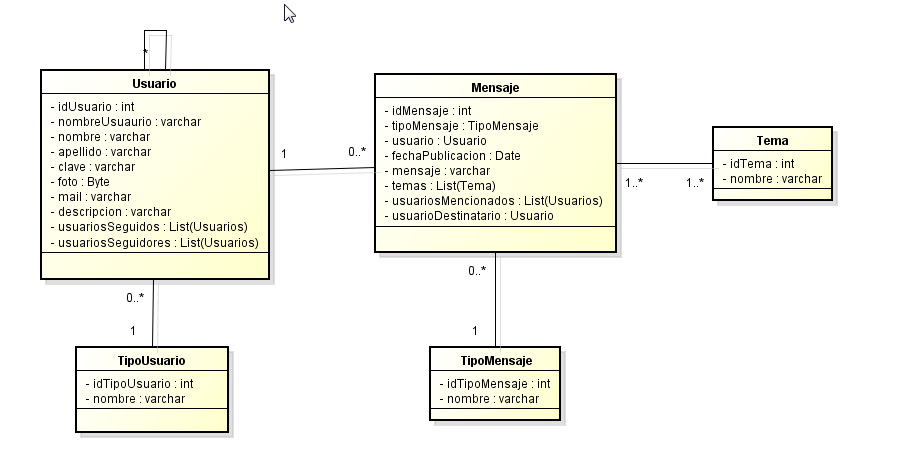 *
Usuario
- idUsuario : int
- nombreUsuaurio : varchar
- nombre : varchar
- apellido : varchar
- clave : varchar
- foto : Byte
- mail : varchar
- descripcion : varchar
- usuariosSeguidos : List(Usuarios)
- usuariosSeguidores : List(Usuarios)
1
0..*
Mensaje
- idMensaje : int
- tipoMensaje : TipoMensaje
- usuario : Usuario
- fechaPublicacion : Date
- mensaje : varchar
- temas : List(Tema)
- usuariosMencionados : List(Usuarios)
- usuarioDestinatario : Usuario
1..*
1..*
Tema
- idTema : int
- nombre : varchar
0..*
1
TipoUsuario
- idTipoUsuario : int
- nombre : varchar
0..*
1
TipoMensaje
- idTipoMensaje : int
- nombre : varchar